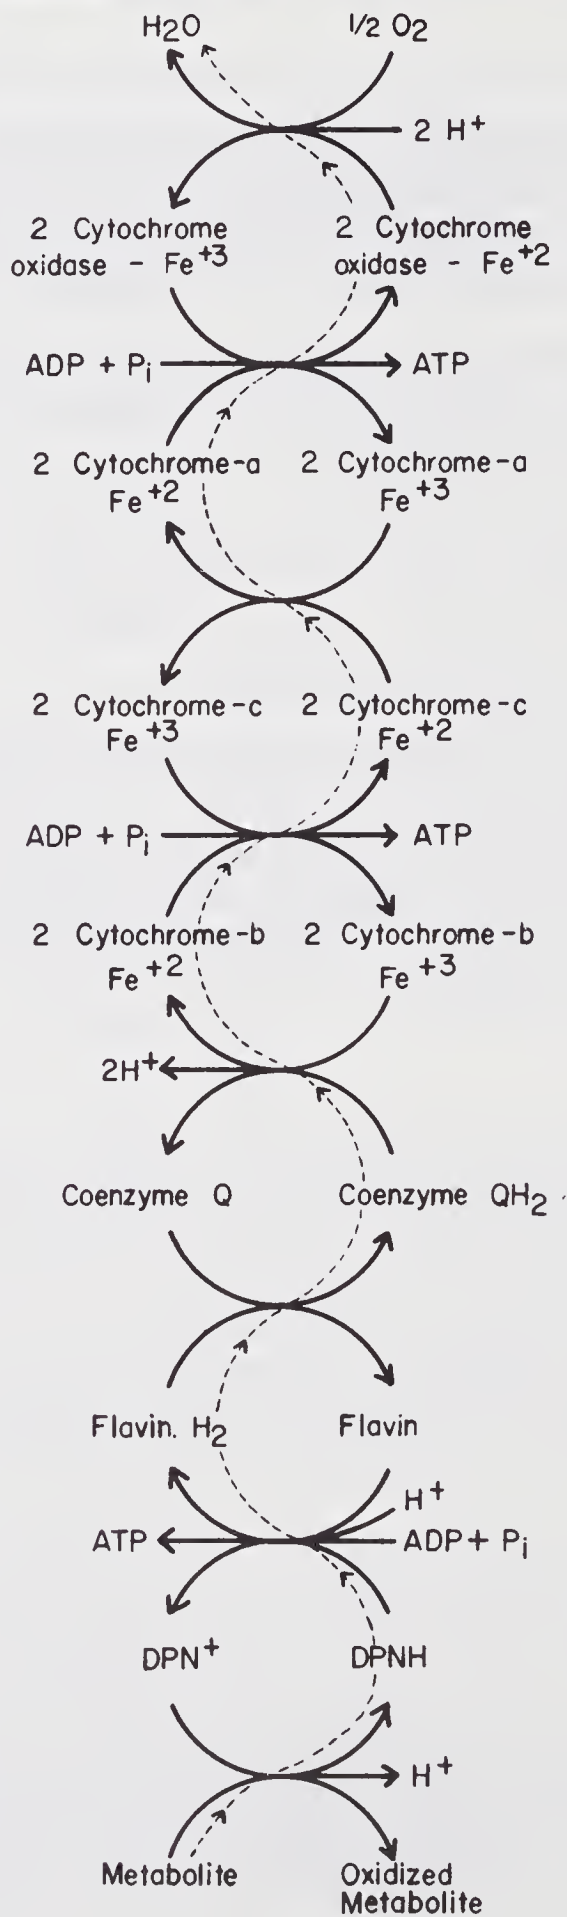 H2O 1/2 O2
2 H+
2 Cytochrome 2 Cytochrome
oxidase - Fe+3 oxidase - Fe+2
ADP + Pi ATP
2 Cytochrome-a 2 Cytochrome-a
Fe+2 Fe+3
2 Cytochrome-c 2 Cytochrome-c
Fe+3 Fe+2
ADP + Pi ATP
2 Cytochrome-b 2 Cytochrome-b
Fe+2 Fe+3
2H+
Coenzyme Q Coenzyme QH2
Flavin. H2 Flavin
H+
ATP ADP + Pi
DPN+ DPNH
H+
Metabolite Oxidized
Metabolite